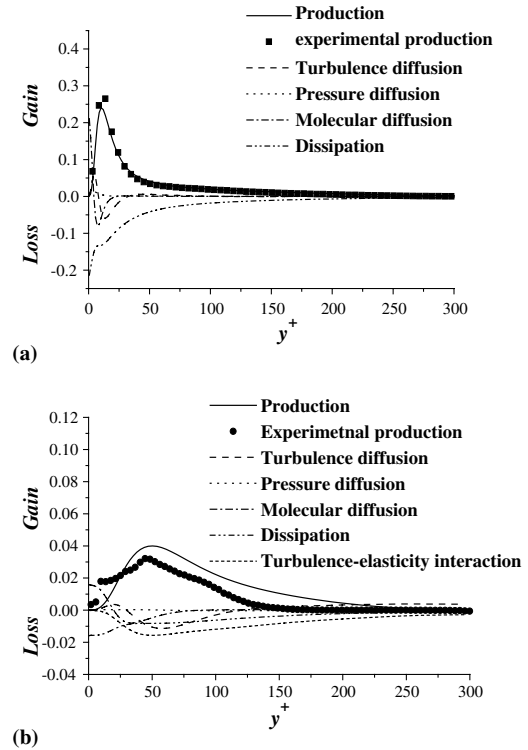 Production
experimental production
Turbulence diffusion
Pressure diffusion
Molecular diffusion
Dissipation
Gain
Loss
0.4
0.3
0.2
0.1
0.0
-0.1
-0.2
0 50 100 150 200 250 300
y+
(a)
Production
Experimetnal production
Turbulence diffusion
Pressure diffusion
Molecular diffusion
Dissipation
Turbulence-elasticity interaction
Gain
Loss
0.12
0.10
0.08
0.06
0.04
0.02
0.00
-0.02
-0.04
0 50 100 150 200 250 300
y+
(b)